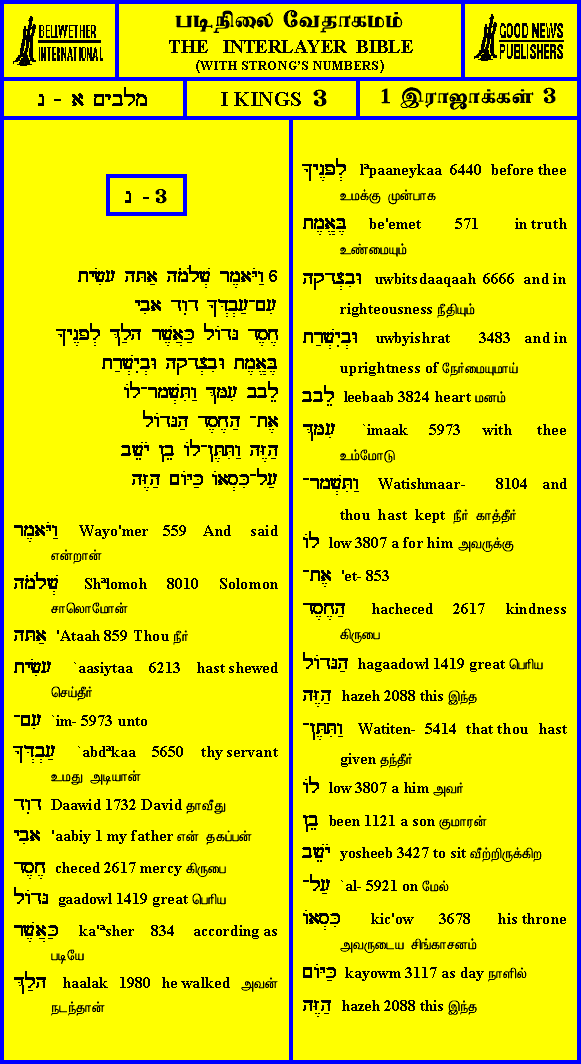 BELLWETHER
INTERNATIONAL
படிநிலை வேதாகமம்
THE INTERLAYER BIBLE
(WITH STRONG'S NUMBERS)
GOOD NEWS
PUBLISHERS
מלכים א - ג
I KINGS 3
1 இராஜாக்கள் 3
ג - 3
6 וַיֹּאמֶר שְׁלֹמֹה אַתָּה עָשִׂיתָ
עִם־עַבְדְּךָ דָוִד אָבִי
חֶסֶד גָּדוֹל כַּאֲשֶׁר הָלַךְ לְפָנֶיךָ
בֶּאֱמֶת וּבִצְדָקָה וּבְיִשְׁרַת
לֵבָב עִמָּךְ וַתִּשְׁמָר־לוֹ
אֶת־ הַחֶסֶד הַגָּדוֹל
הַזֶּה וַתִּתֶּן־לוֹ בֵן יֹשֵׁב
עַל־כִּסְאוֹ כַּיּוֹם הַזֶּה
וַיֹּאמֶר Wayo'mer 559 And said
என்றான்
שְׁלֹמֹה Shªlomoh 8010 Solomon
சாலொமோன்
אַתָּה 'Ataah 859 Thou நீர்
עָשִׂיתָ `aasiytaa 6213 hast shewed
செய்தீர்
עִם־ `im- 5973 unto
עַבְדְּךָ `abdªkaa 5650 thy servant
உமது அடியான்
דָוִד Daawid 1732 David தாவீது
אָבִי 'aabiy 1 my father என் தகப்பன்
חֶסֶד checed 2617 mercy கிருபை
גָּדוֹל gaadowl 1419 great பெரிய
כַּאֲשֶׁר ka'ªsher 834 according as
படியே
הָלַךְ haalak 1980 he walked அவன்
நடந்தான்
לְפָנֶיךָ lªpaaneykaa 6440 before thee
உமக்கு முன்பாக
בֶּאֱמֶת be'emet 571 in truth
உண்மையும்
וּבִצְדָקָה uwbitsdaaqaah 6666 and in
righteousness நீதியும்
וּבְיִשְׁרַת uwbyishrat 3483 and in
uprightness of நேர்மையுமாய்
לֵבָב leebaab 3824 heart மனம்
עִמָּךְ `imaak 5973 with thee
உம்மோடு
וַתִּשְׁמָר־ Watishmaar- 8104 and
thou hast kept நீர் காத்தீர்
לוֹ low 3807 a for him அவருக்கு
אֶת־ 'et- 853
הַחֶסֶד hacheced 2617 kindness
கிருபை
הַגָּדוֹל hagaadowl 1419 great பெரிய
הַזֶּה hazeh 2088 this இந்த
וַתִּתֶּן־ Watiten- 5414 that thou hast
given தந்தீர்
לוֹ low 3807 a him அவர்
בֵן been 1121 a son குமாரன்
יֹשֵׁב yosheeb 3427 to sit வீற்றிருக்கிற
עַל־ `al- 5921 on மேல்
כִּסְאוֹ kic'ow 3678 his throne
அவருடைய சிங்காசனம்
כַּיּוֹם kayowm 3117 as day நாளில்
הַזֶּה hazeh 2088 this இந்த